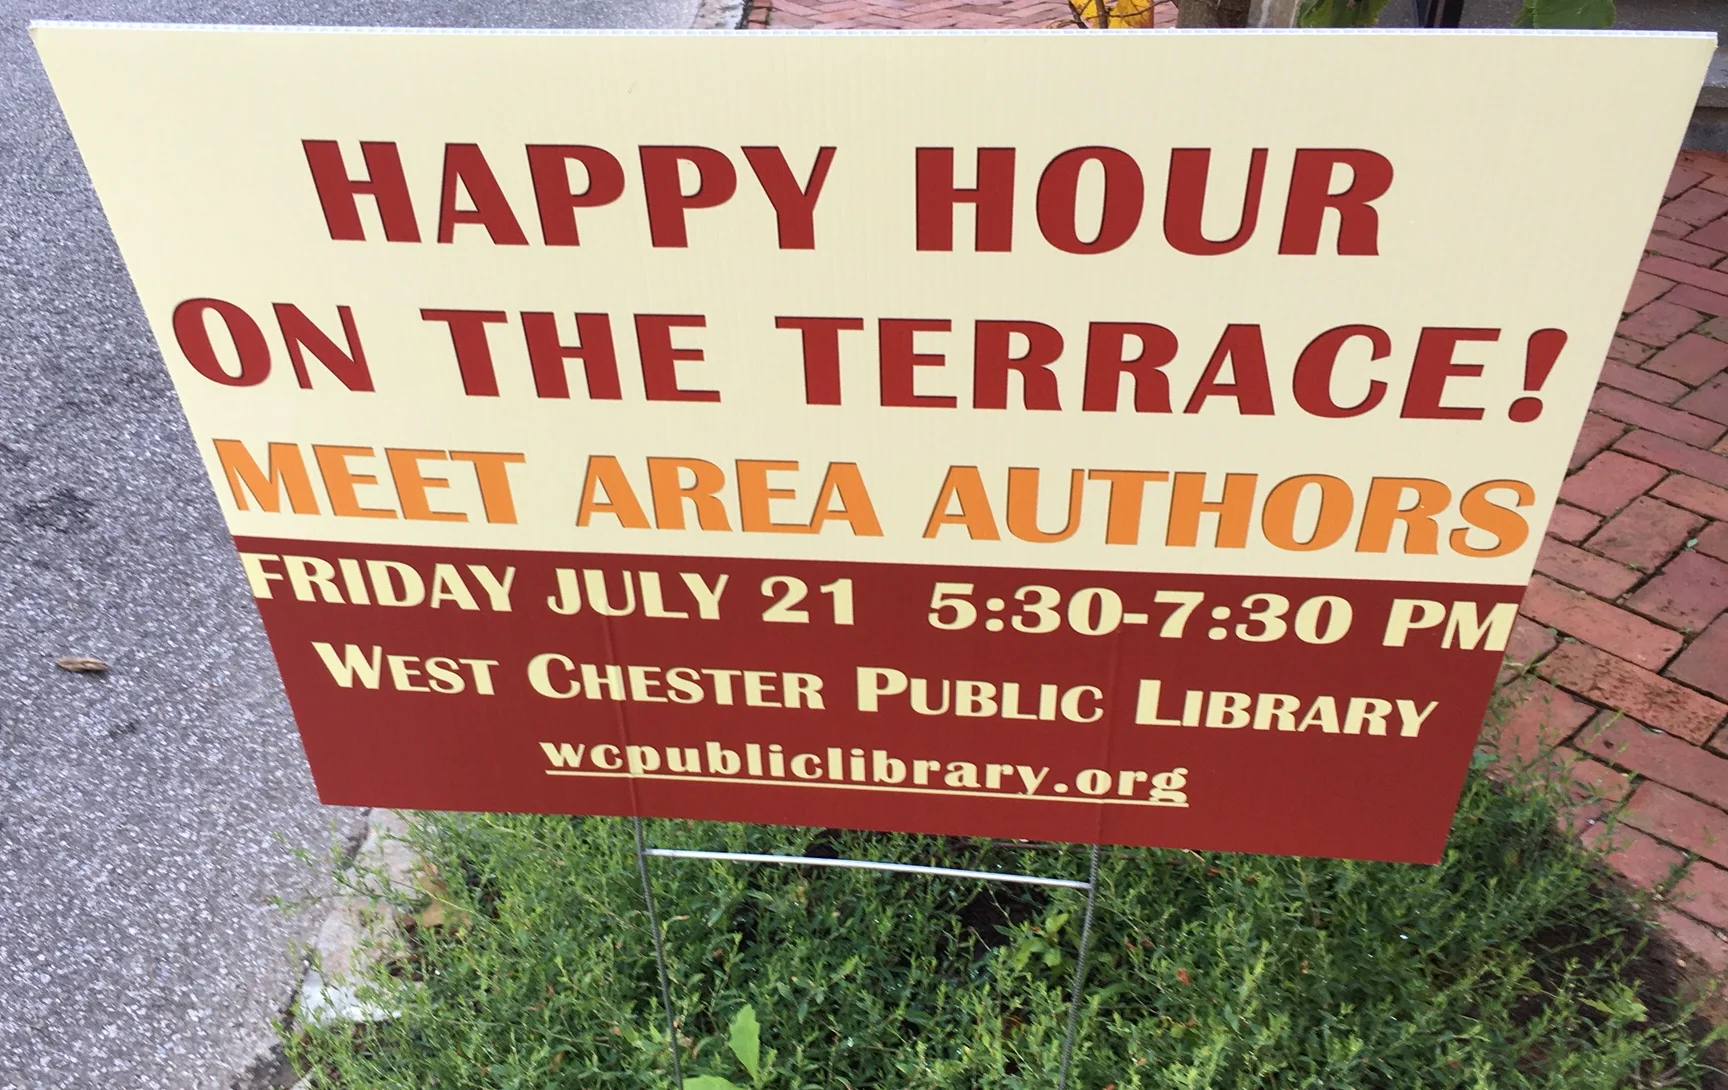 HAPPY HOUR
ON THE TERRACE!
MEET AREA AUTHORS
FRIDAY JULY 21 5:30-7:30 PM
WEST CHESTER PUBLIC LIBRARY
wcpubliclibrary.org